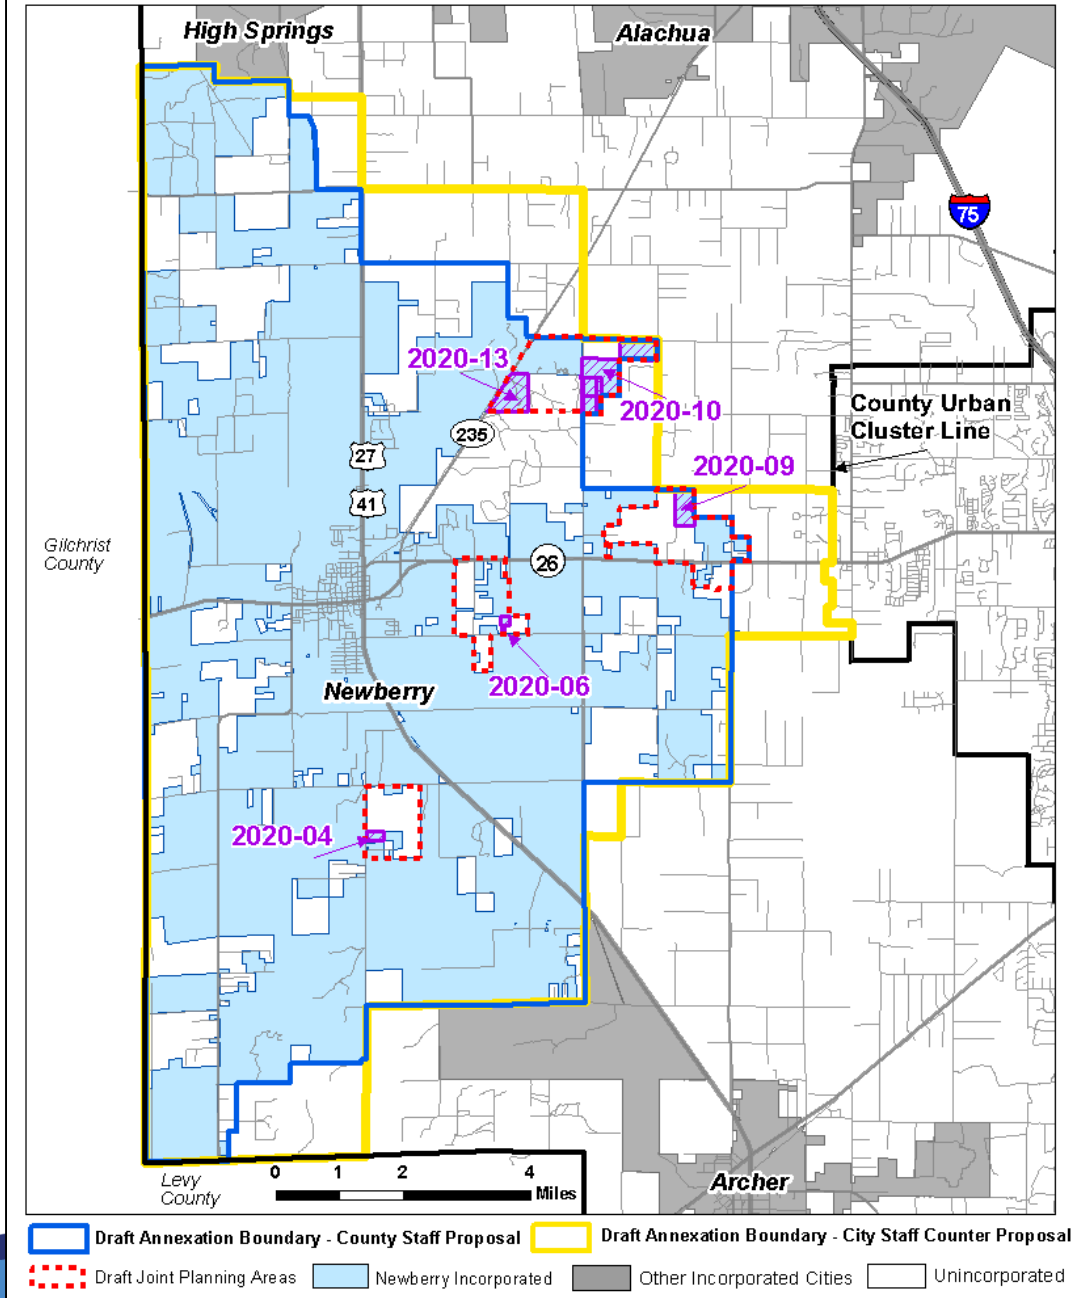 High Springs
Alachua
75
2020-13
2020-10
235
County Urban
Cluster Line
27
2020-09
41
Gilchrist
County
26
2020-06
Newberry
2020-04
Levy
County
0 1 2 4
Miles
Archer
Draft Annexation Boundary - County Staff Proposal
Draft Annexation Boundary - City Staff Counter Proposal
Draft Joint Planning Areas
Newberry Incorporated
Other Incorporated Cities
Unincorporated